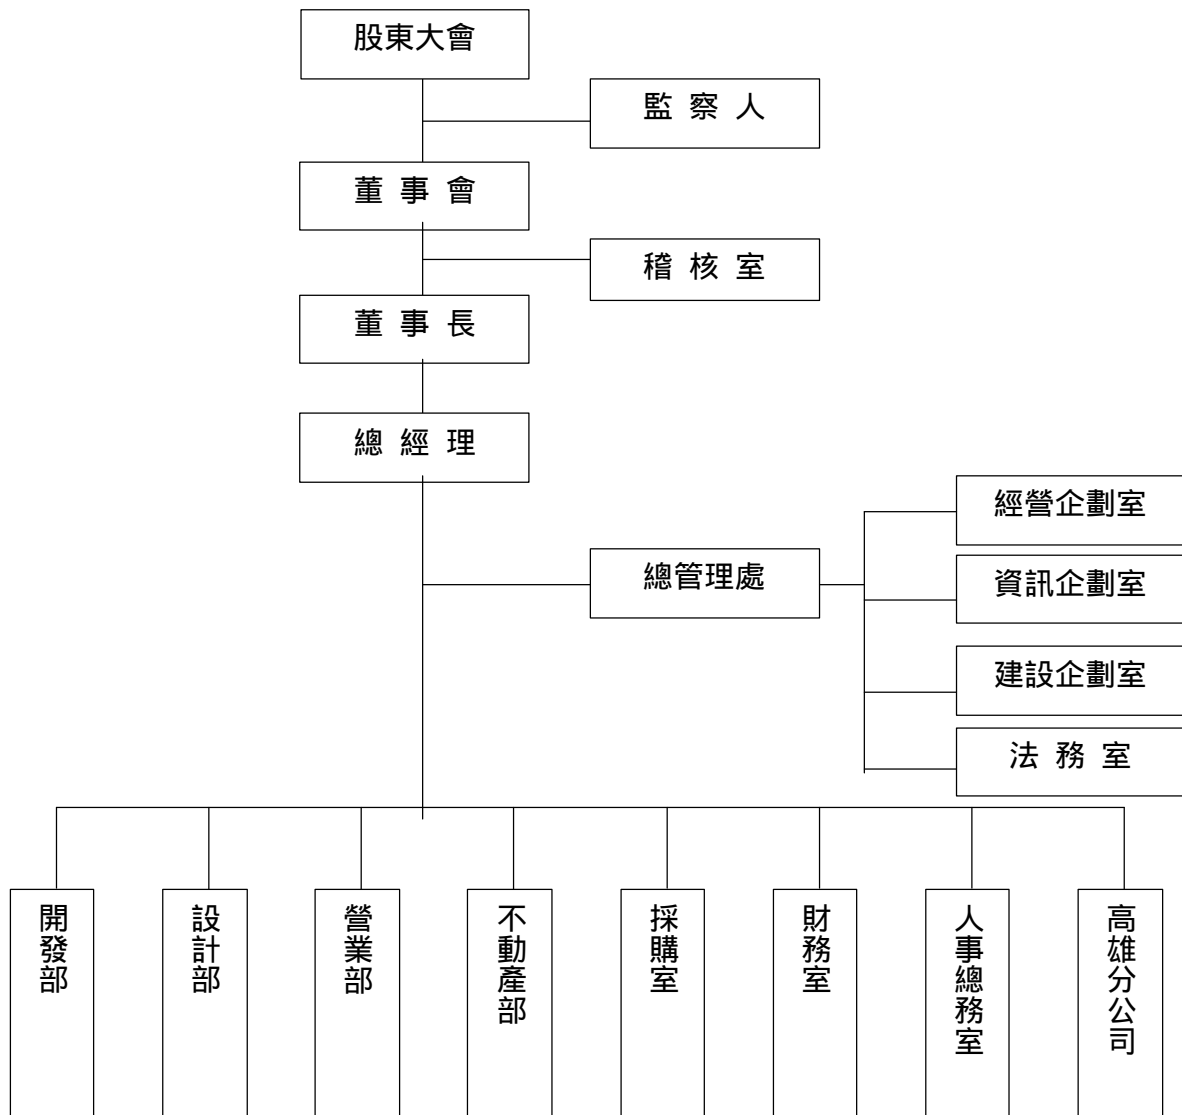 股東大會
監 察 人
董 事 會
稽 核 室
董 事 長
總 經 理
經營企劃室
總管理處
資訊企劃室
建設企劃室
法 務 室
開發部
設計部
營業部
不動產部
採購室
財務室
人事總務室
高雄分公司